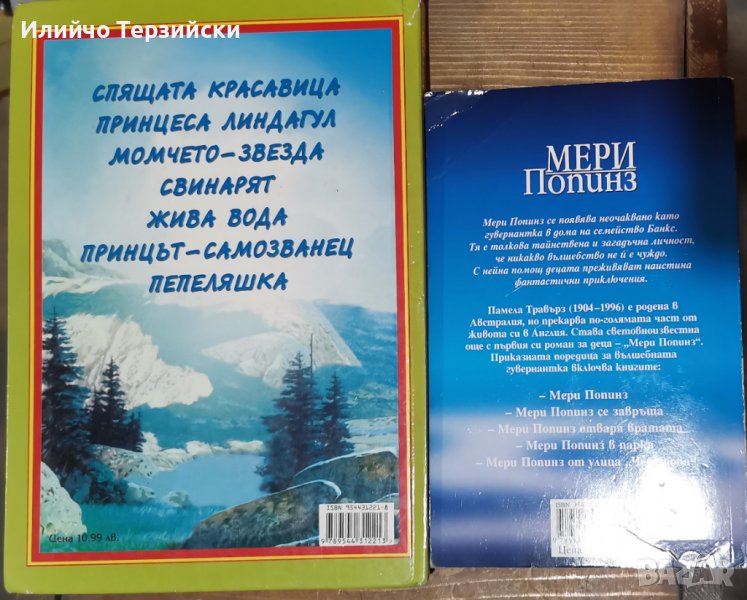 Илийчо Терзийски
СПЯЩАТА КРАСАВИЦА
ПРИНЦЕСА ЛИНДАГУЛ
МОМЧЕТО-ЗВЕЗДА
СВИНАРЯТ
ЖИВА ВОДА
ПРИНЦЪТ-САМОЗВАНЕЦ
ПЕПЕЛЯШКА
Цена 10.99 лв.
ISBN 954431221-8
9789544312213
МЕРИ
Попинз
Мери Попинз се появява неочаквано като
гувернантка в дома на семейство Банкс.
Тя е толкова тайнствена и загадъчна личност,
че никакво вълшебство не ѝ е чуждо.
С нейна помощ децата преживяват наистина
фантастични приключения.
Памела Травърз (1904–1996) е родена в
Австралия, но прекарва по-голямата част от
живота си в Англия. Става световноизвестна
още с първия си роман за деца – „Мери Попинз“.
Приказната поредица за вълшебната
гувернантка включва книгите:
– Мери Попинз
– Мери Попинз се завръща
– Мери Попинз отваря вратата
– Мери Попинз в парка
– Мери Попинз от улица
ISBN
Цена
BAZAR